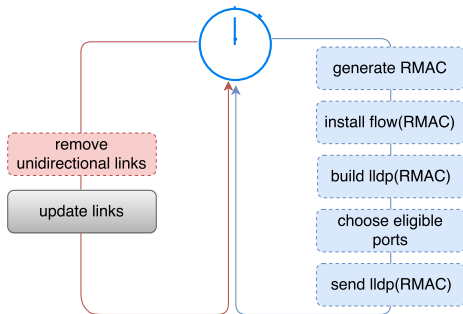 generate RMAC
install flow(RMAC)
build lldp(RMAC)
choose eligible
ports
send lldp(RMAC)
remove
unidirectional links
update links